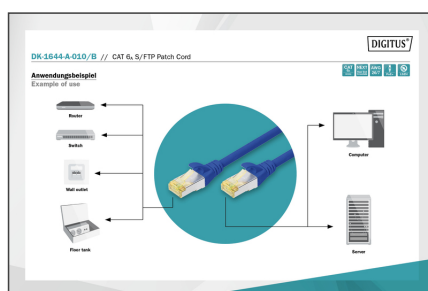 DIGITUS®
DK-1644-A-010/B // CAT 6A S/FTP Patch Cord
Anwendungsbeispiel
Example of use
CAT
Router
Switch
Wall outlet
Floor tank
Computer
Server